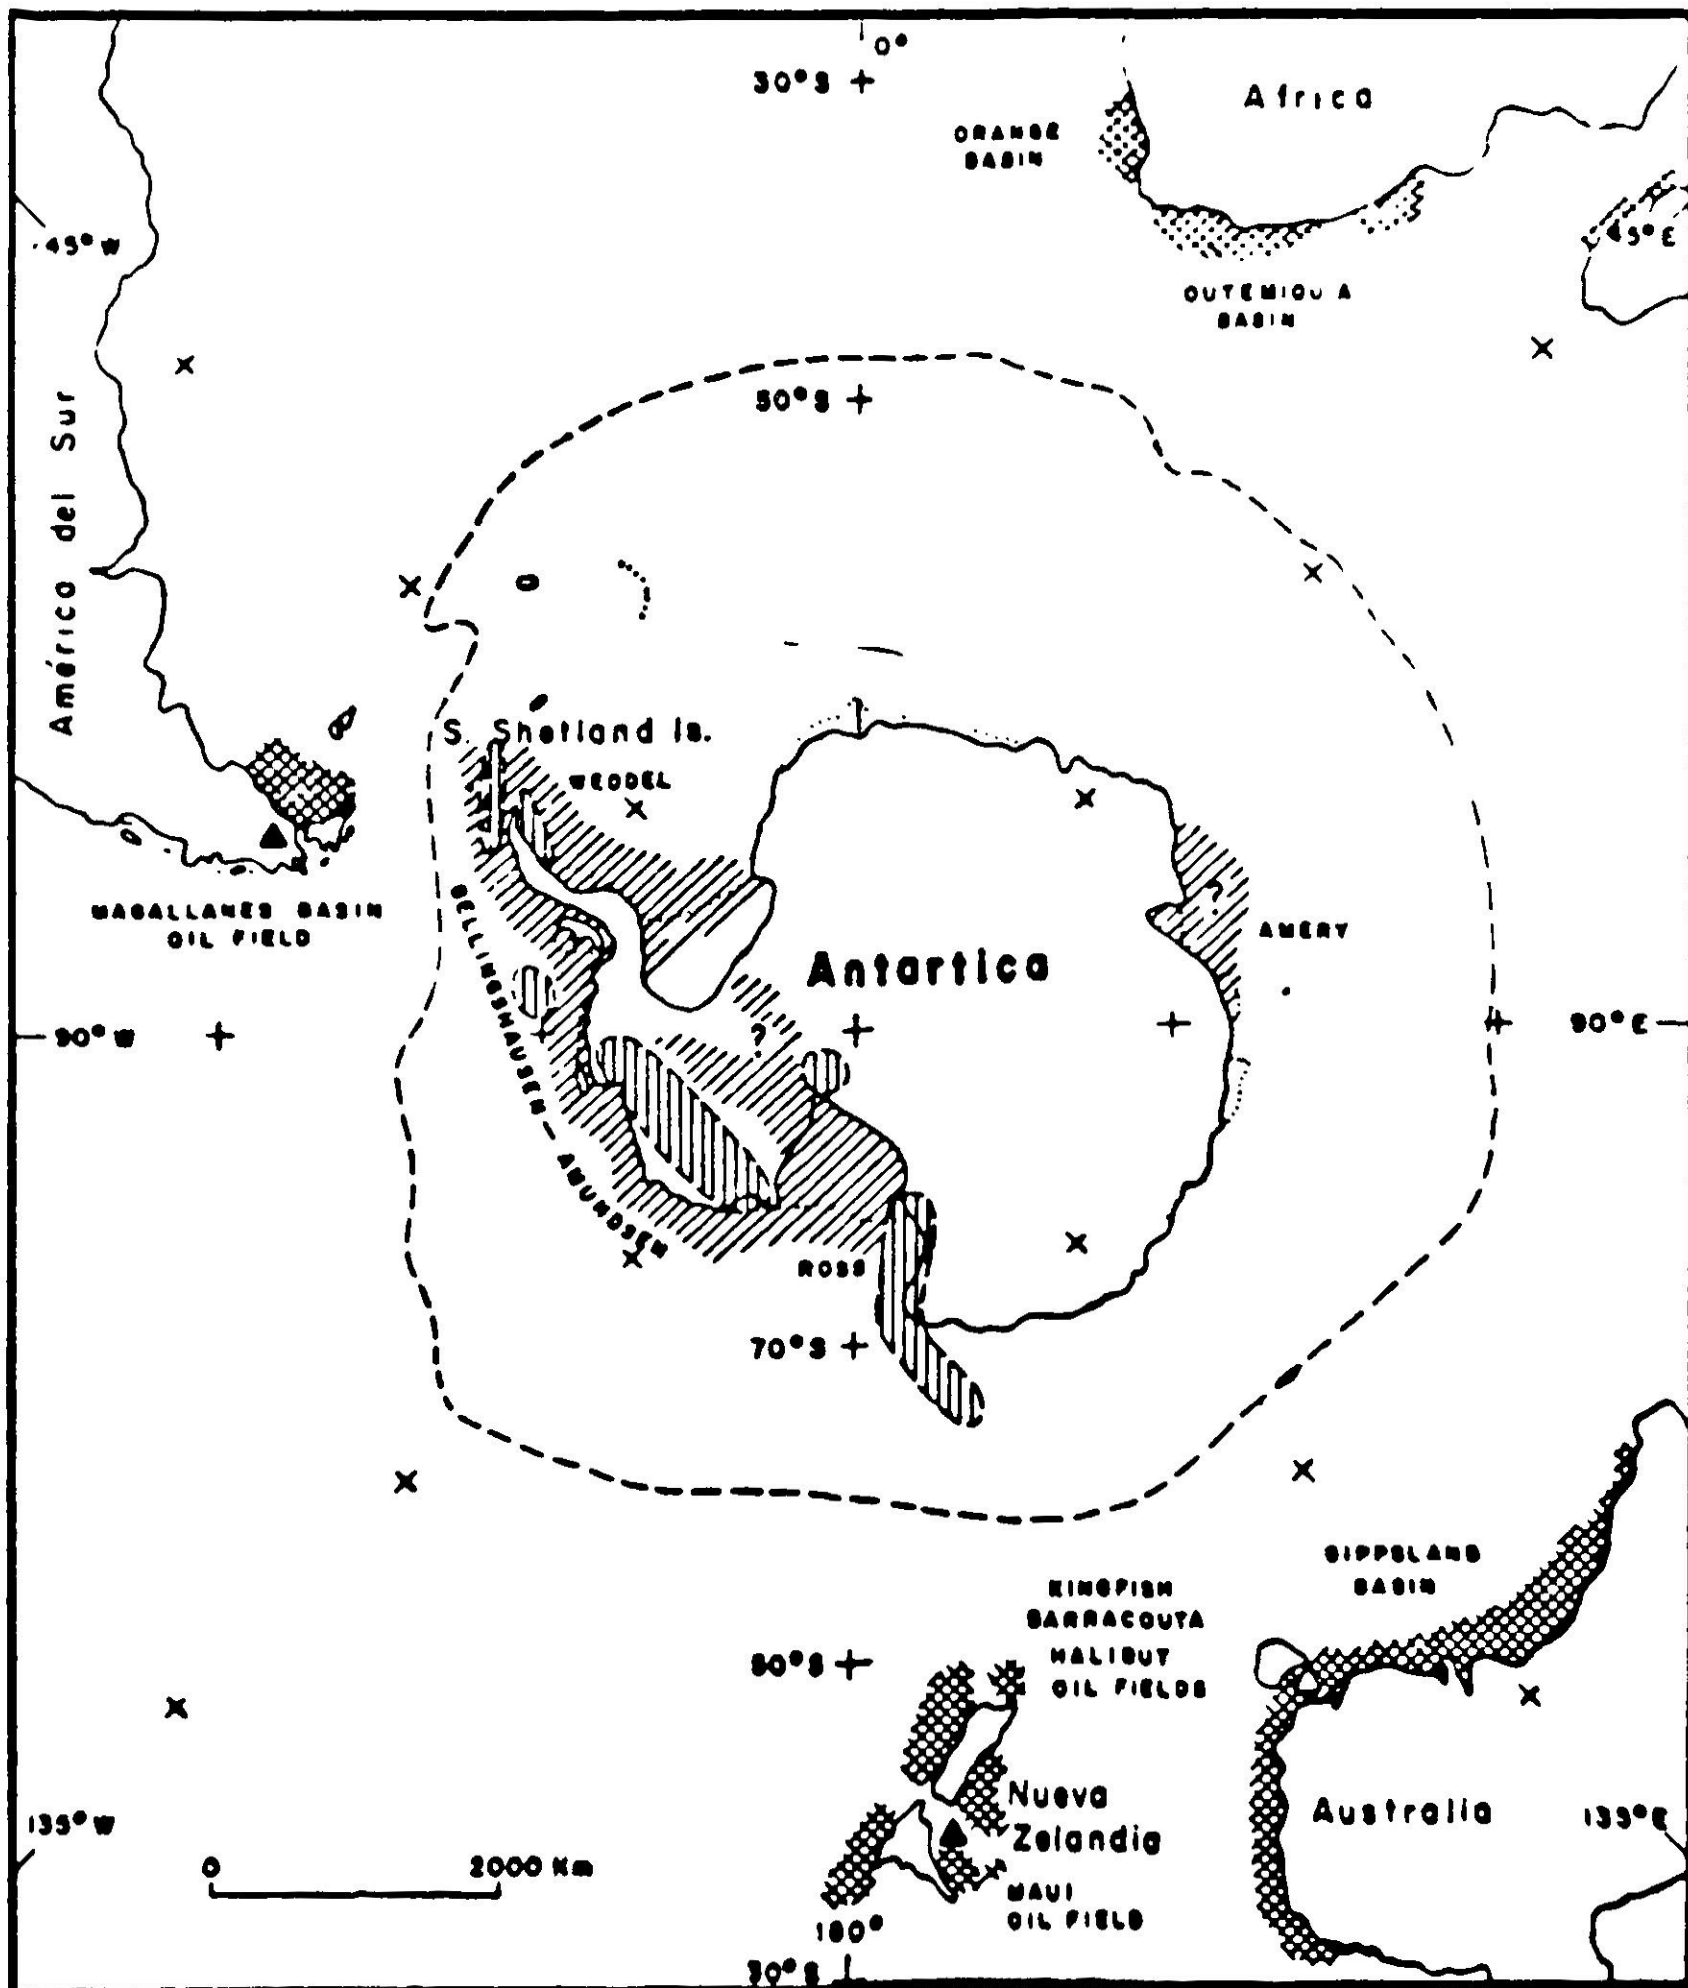 0°
30°S
Africa
ORANGE
BASIN
45°W
45°E
OUTEMIQUA
BASIN
50°S
América del Sur
S. Shetland Is.
WEDDEL
MAGALLANES BASIN
OIL FIELD
?
AMERY
Antartica
BELLINGSHAUSEN - AMUNDSEN
90°W
?
90°E
ROSS
70°S
GIPPSLAND
BASIN
KINGFISH
BARRACOUTA
HALIBUT
OIL FIELDS
50°S
Nueva
Zelandia
Australia
135°W
135°E
0 2000 Km
MAUI
OIL FIELD
180°
30°S